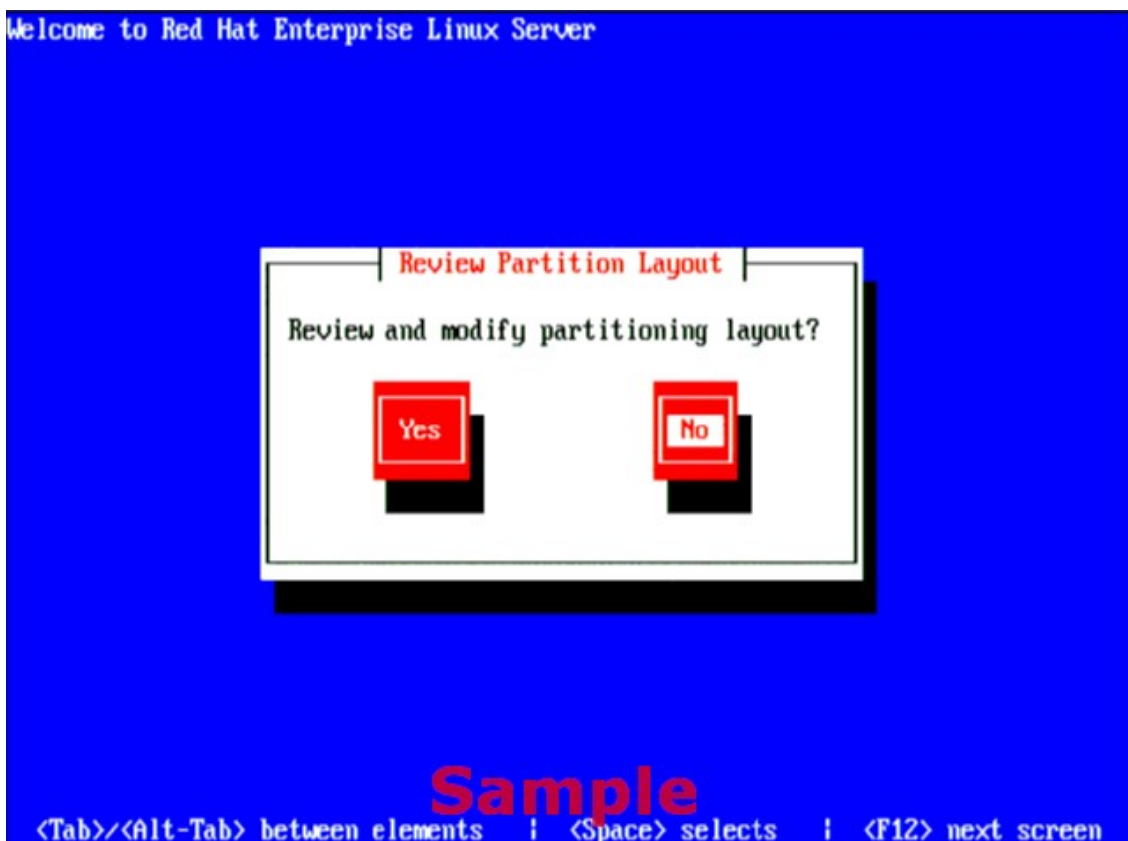 Welcome to Red Hat Enterprise Linux Server
Review Partition Layout
Review and modify partitioning layout?
Yes No
Sample
<Tab>/<Alt-Tab> between elements | <Space> selects | <F12> next screen